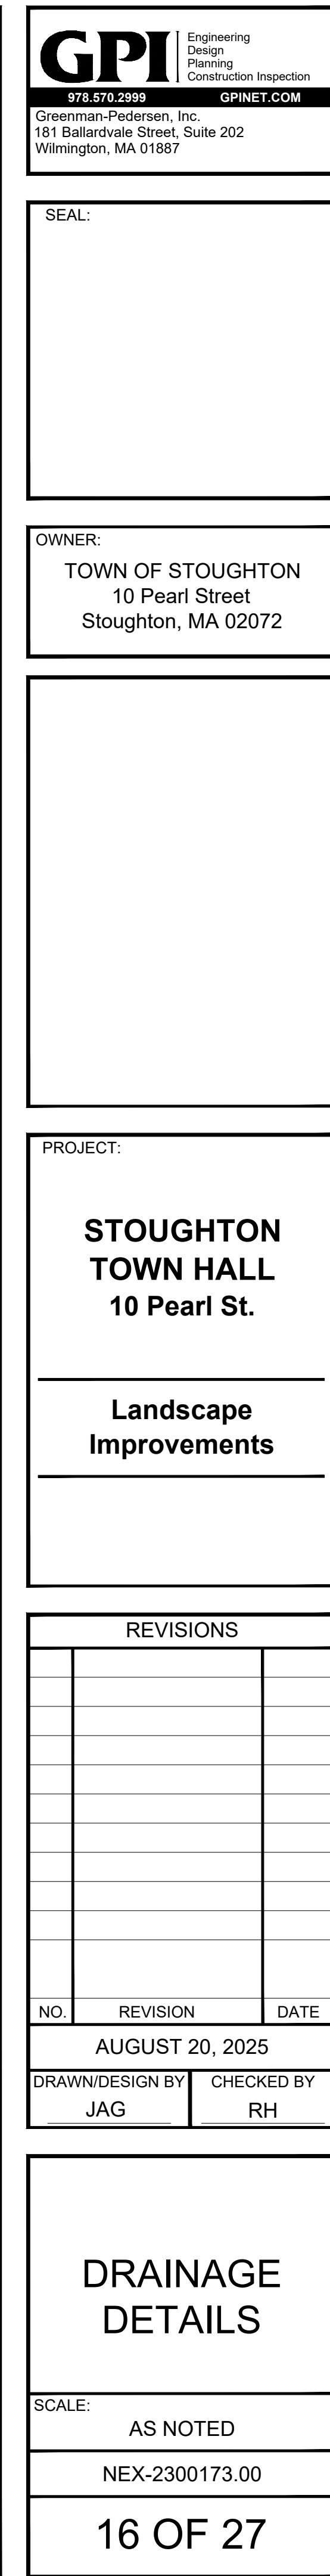 GPI
Engineering
Design
Planning
Construction Inspection
978.570.2999 GPINET.COM
Greenman-Pedersen, Inc.
181 Ballardvale Street, Suite 202
Wilmington, MA 01887
SEAL:
OWNER:
TOWN OF STOUGHTON
10 Pearl Street
Stoughton, MA 02072
PROJECT:
STOUGHTON
TOWN HALL
10 Pearl St.
Landscape
Improvements
REVISIONS
NO. REVISION DATE
AUGUST 20, 2025
DRAWN/DESIGN BY CHECKED BY
JAG RH
DRAINAGE
DETAILS
SCALE:
AS NOTED
NEX-2300173.00
16 OF 27